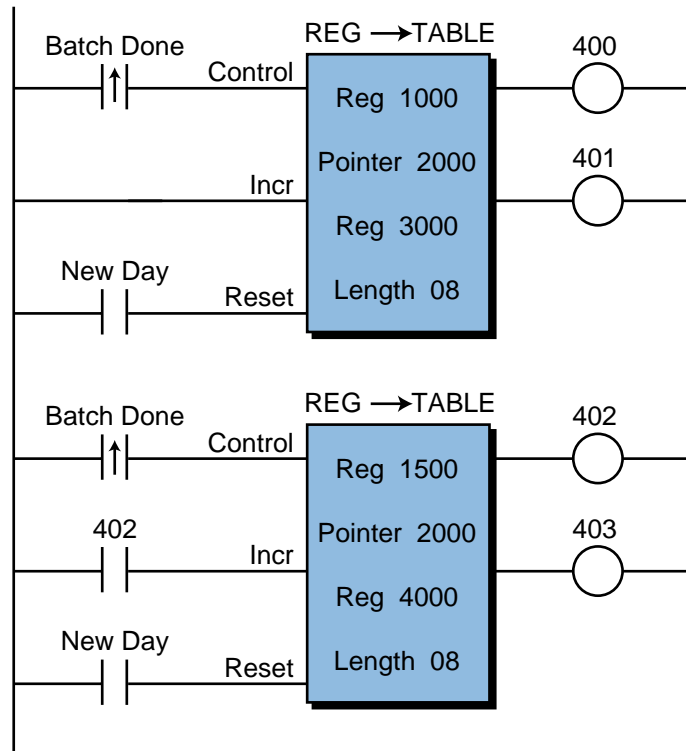 REG → TABLE
400
Batch Done
Control
Reg 1000
401
Pointer 2000
Incr
Reg 3000
New Day
Reset
Length 08
REG → TABLE
402
Batch Done
Control
Reg 1500
402
403
Pointer 2000
Incr
Reg 4000
New Day
Reset
Length 08